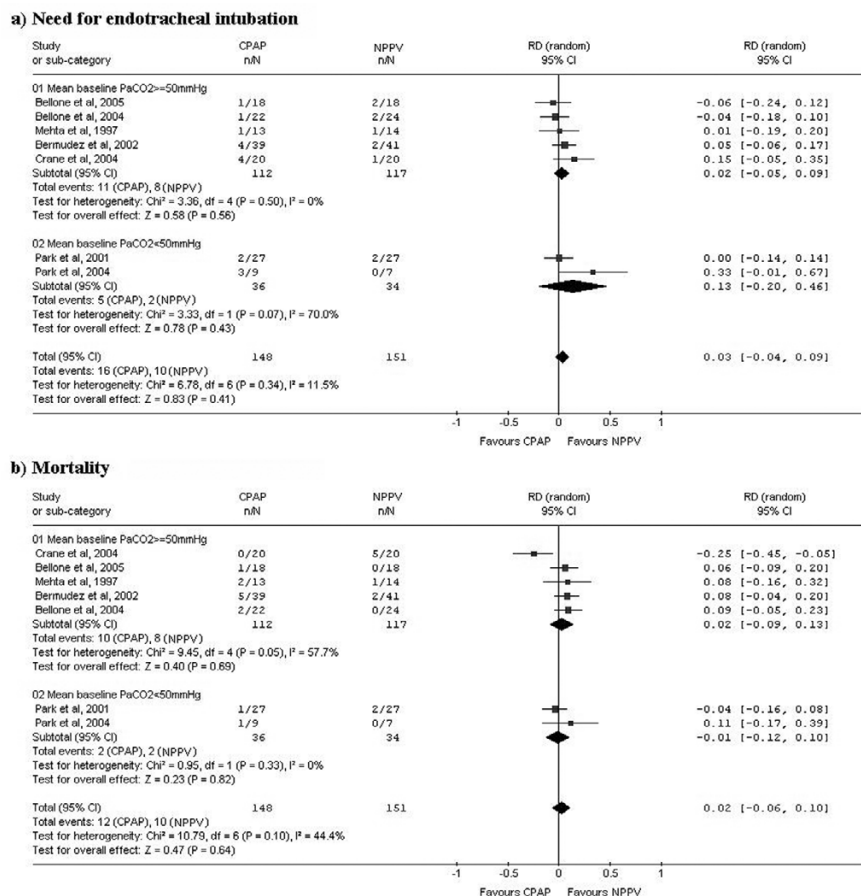 a) Need for endotracheal intubation
Study CPAP NPPV RD (random) RD (random)
or sub-category n/N n/N 95% CI 95% CI
01 Mean baseline PaCO2>=50mmHg
Bellone et al, 2005 1/18 2/18 -0.06 [-0.24, 0.12]
Bellone et al, 2004 1/22 2/24 -0.04 [-0.18, 0.10]
Mehta et al, 1997 1/13 1/14 0.01 [-0.19, 0.20]
Bermudez et al, 2002 4/39 2/41 0.05 [-0.06, 0.17]
Crane et al, 2004 4/20 1/20 0.15 [-0.05, 0.35]
Subtotal (95% CI) 112 117 0.02 [-0.05, 0.09]
Total events: 11 (CPAP), 8 (NPPV)
Test for heterogeneity: Chi² = 3.36, df = 4 (P = 0.50), I² = 0%
Test for overall effect: Z = 0.58 (P = 0.56)
02 Mean baseline PaCO2<50mmHg
Park et al, 2001 2/27 2/27 0.00 [-0.14, 0.14]
Park et al, 2004 3/9 0/7 0.33 [-0.01, 0.67]
Subtotal (95% CI) 36 34 0.13 [-0.20, 0.46]
Total events: 5 (CPAP), 2 (NPPV)
Test for heterogeneity: Chi² = 3.33, df = 1 (P = 0.07), I² = 70.0%
Test for overall effect: Z = 0.78 (P = 0.43)
Total (95% CI) 148 151 0.03 [-0.04, 0.09]
Total events: 16 (CPAP), 10 (NPPV)
Test for heterogeneity: Chi² = 6.78, df = 6 (P = 0.34), I² = 11.5%
Test for overall effect: Z = 0.83 (P = 0.41)
-1 -0.5 0 0.5 1
Favours CPAP Favours NPPV
b) Mortality
Study CPAP NPPV RD (random) RD (random)
or sub-category n/N n/N 95% CI 95% CI
01 Mean baseline PaCO2>=50mmHg
Crane et al, 2004 0/20 5/20 -0.25 [-0.45, -0.05]
Bellone et al, 2005 1/18 0/18 0.06 [-0.09, 0.20]
Mehta et al, 1997 2/13 1/14 0.08 [-0.16, 0.32]
Bermudez et al, 2002 5/39 2/41 0.08 [-0.04, 0.20]
Bellone et al, 2004 2/22 0/24 0.09 [-0.05, 0.23]
Subtotal (95% CI) 112 117 0.02 [-0.09, 0.13]
Total events: 10 (CPAP), 8 (NPPV)
Test for heterogeneity: Chi² = 9.45, df = 4 (P = 0.05), I² = 57.7%
Test for overall effect: Z = 0.40 (P = 0.69)
02 Mean baseline PaCO2<50mmHg
Park et al, 2001 1/27 2/27 -0.04 [-0.16, 0.08]
Park et al, 2004 1/9 0/7 0.11 [-0.17, 0.39]
Subtotal (95% CI) 36 34 -0.01 [-0.12, 0.10]
Total events: 2 (CPAP), 2 (NPPV)
Test for heterogeneity: Chi² = 0.95, df = 1 (P = 0.33), I² = 0%
Test for overall effect: Z = 0.23 (P = 0.82)
Total (95% CI) 148 151 0.02 [-0.06, 0.10]
Total events: 12 (CPAP), 10 (NPPV)
Test for heterogeneity: Chi² = 10.79, df = 6 (P = 0.10), I² = 44.4%
Test for overall effect: Z = 0.47 (P = 0.64)
-1 -0.5 0 0.5 1
Favours CPAP Favours NPPV